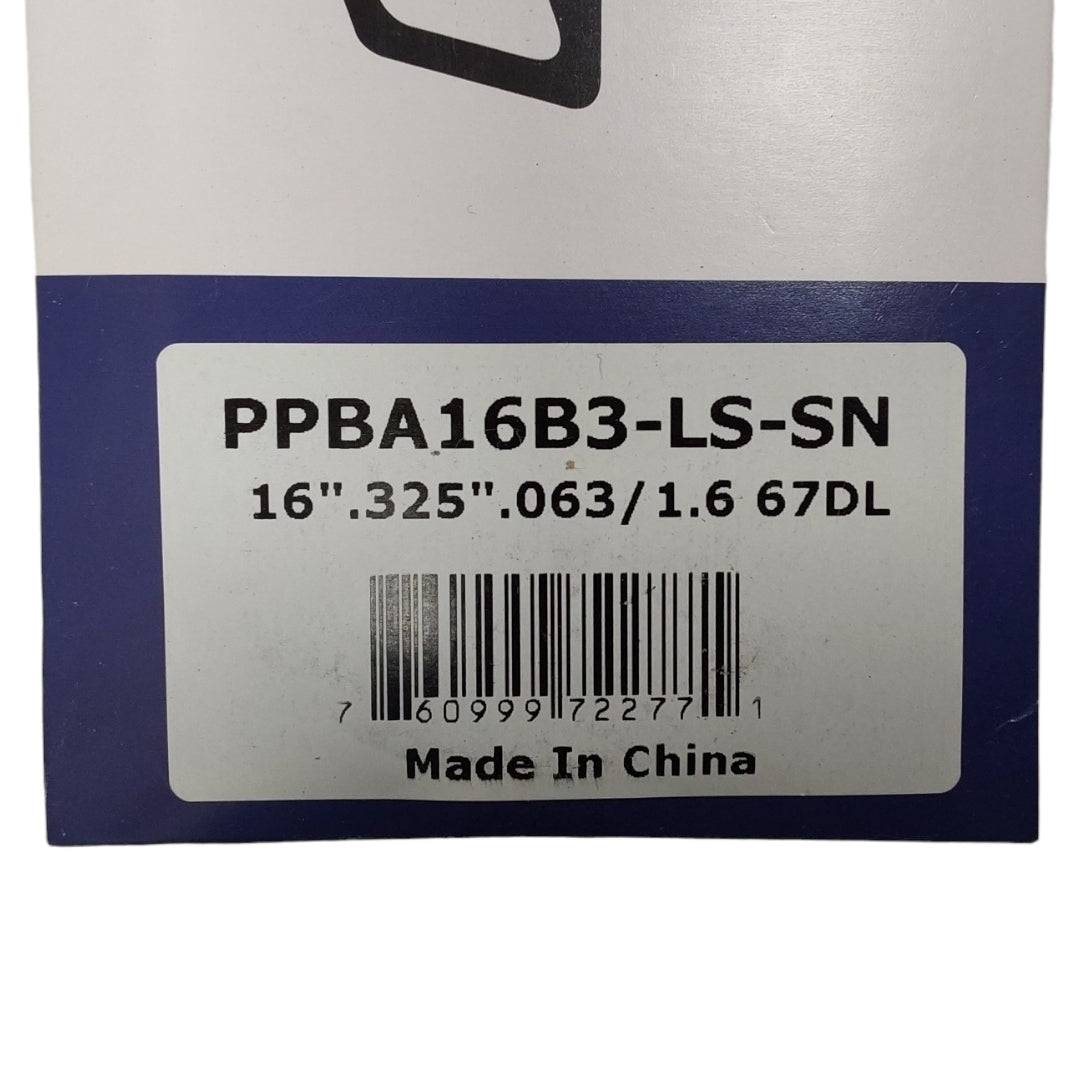 PPBA16B3-LS-SN
16".325".063/1.6 67DL
7 60999 72277 1
Made In China